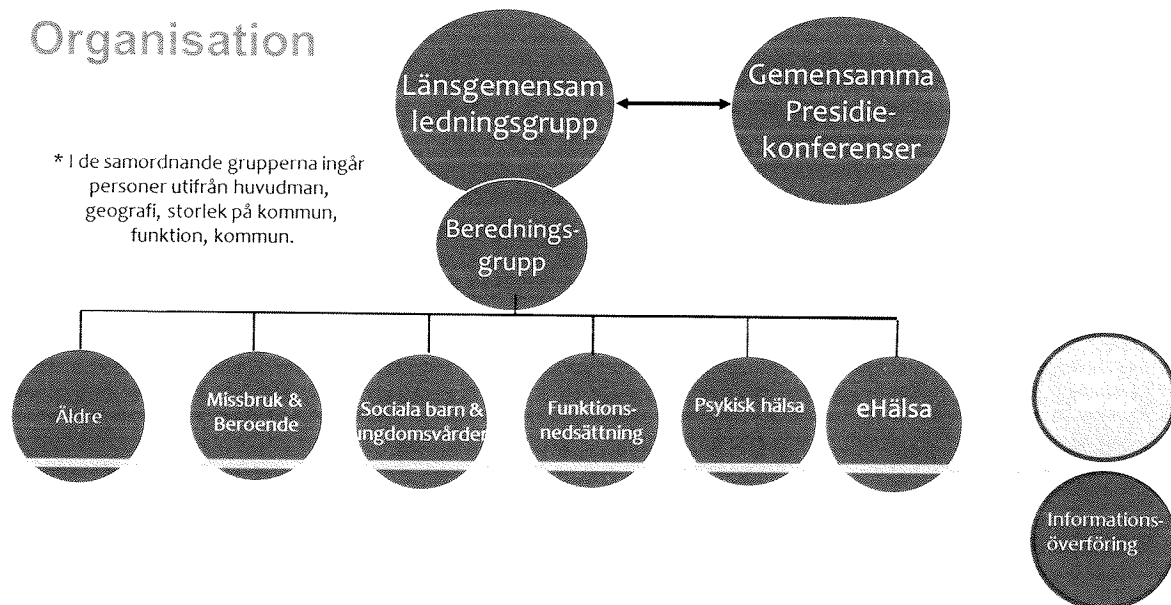 Organisation
Länsgemensam
ledningsgrupp
Gemensamma
Presidie-
konferenser
* I de samordnande grupperna ingår
personer utifrån huvudman,
geografi, storlek på kommun,
funktion, kommun.
Berednings-
grupp
Äldre
Missbruk &
Beroende
Sociala barn &
ungdomsvården
Funktions-
nedsättning
Psykisk hälsa
eHälsa
Informations-
överföring